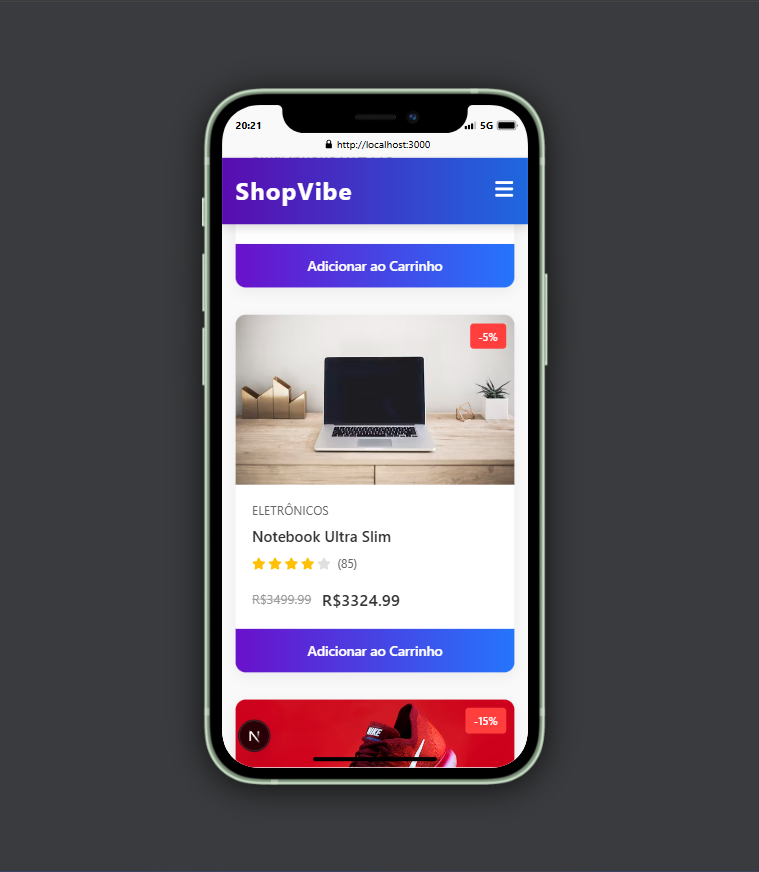 20:21
5G
http://localhost:3000
ShopVibe
Adicionar ao Carrinho
-5%
ELETRÔNICOS
Notebook Ultra Slim
(85)
R$3499.99 R$3324.99
Adicionar ao Carrinho
-15%
NIKE
N